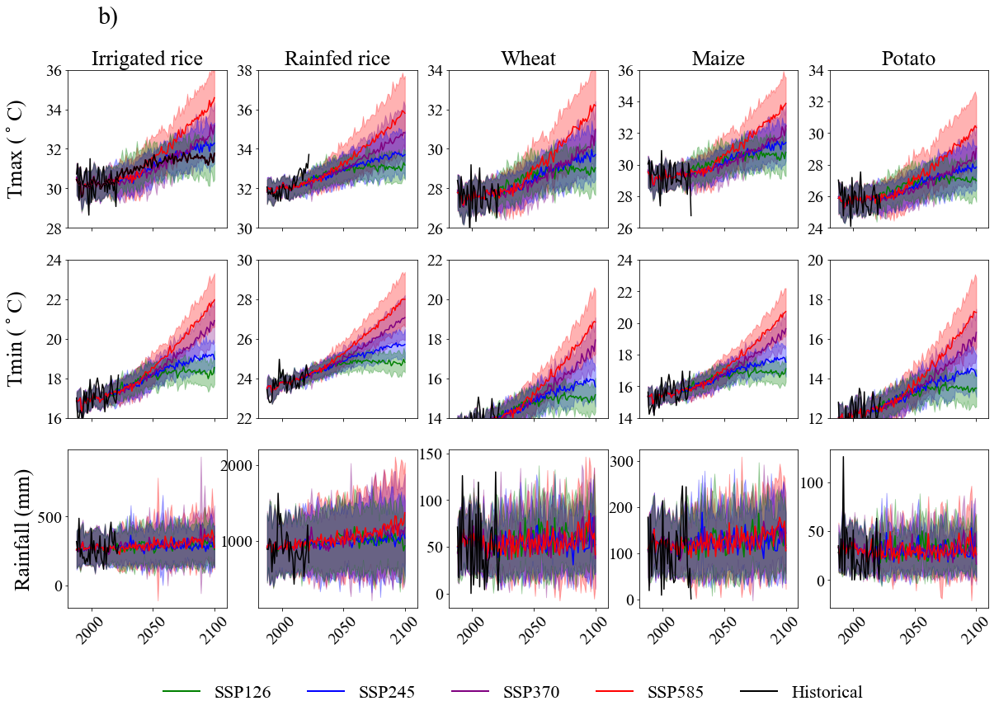 b)
Irrigated rice Rainfed rice Wheat Maize Potato
Tmax (°C)
36 38 36 36 34
34 36 34 34 32
32 34 32 32 30
30 32 30 30 28
28 30 28 28 26
26 26 24
Tmin (°C)
24 30 22 24 20
22 28 20 22 18
20 26 18 20 16
18 24 16 18 14
16 22 14 16 12
14
Rainfall (mm)
500 2000 150 300 100
0 1000 100 200 50
50 100 0
0 0
2000 2050 2100 2000 2050 2100 2000 2050 2100 2000 2050 2100 2000 2050 2100
SSP126 SSP245 SSP370 SSP585 Historical